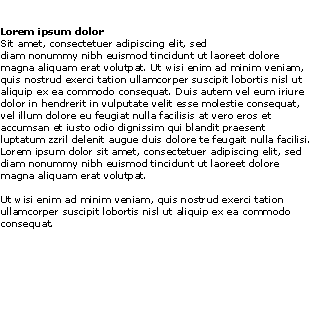 Lorem ipsum dolor
Sit amet, consectetuer adipiscing elit, sed
diam nonummy nibh euismod tincidunt ut laoreet dolore
magna aliquam erat volutpat. Ut wisi enim ad minim veniam,
quis nostrud exerci tation ullamcorper suscipit lobortis nisl ut
aliquip ex ea commodo consequat. Duis autem vel eum iriure
dolor in hendrerit in vulputate velit esse molestie consequat,
vel illum dolore eu feugiat nulla facilisis at vero eros et
accumsan et iusto odio dignissim qui blandit praesent
luptatum zzril delenit augue duis dolore te feugait nulla facilisi.
Lorem ipsum dolor sit amet, consectetuer adipiscing elit, sed
diam nonummy nibh euismod tincidunt ut laoreet dolore
magna aliquam erat volutpat.
Ut wisi enim ad minim veniam, quis nostrud exerci tation
ullamcorper suscipit lobortis nisl ut aliquip ex ea commodo
consequat.